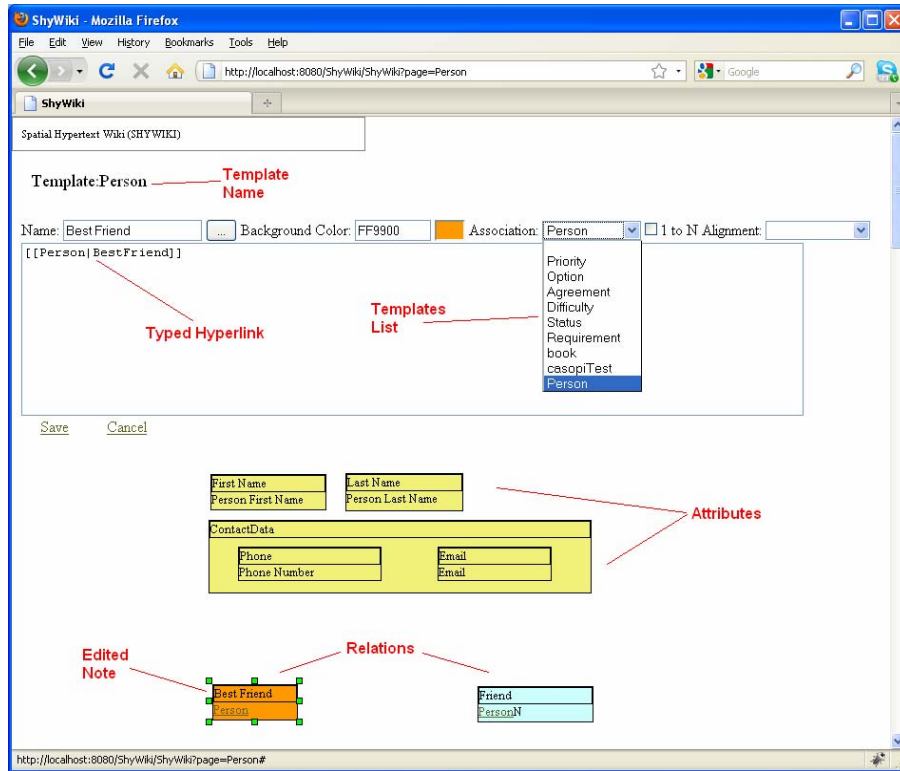 ShyWiki - Mozilla Firefox
File Edit View History Bookmarks Tools Help
http://localhost:8080/ShyWiki/ShyWiki?page=Person
Google
ShyWiki
Spatial Hypertext Wiki (SHYWIKI)
Template:Person
Template
Name
Name: Best Friend ... Background Color: FF9900 Association: Person 1 to N Alignment:
[[Person|BestFriend]]
Priority
Option
Agreement
Difficulty
Status
Requirement
book
casopiTest
Person
Templates
List
Typed Hyperlink
Save Cancel
First Name Last Name
Person First Name Person Last Name
Attributes
ContactData
Phone Email
Phone Number Email
Relations
Edited
Note
Best Friend Friend
Person PersonN
http://localhost:8080/ShyWiki/ShyWiki?page=Person#